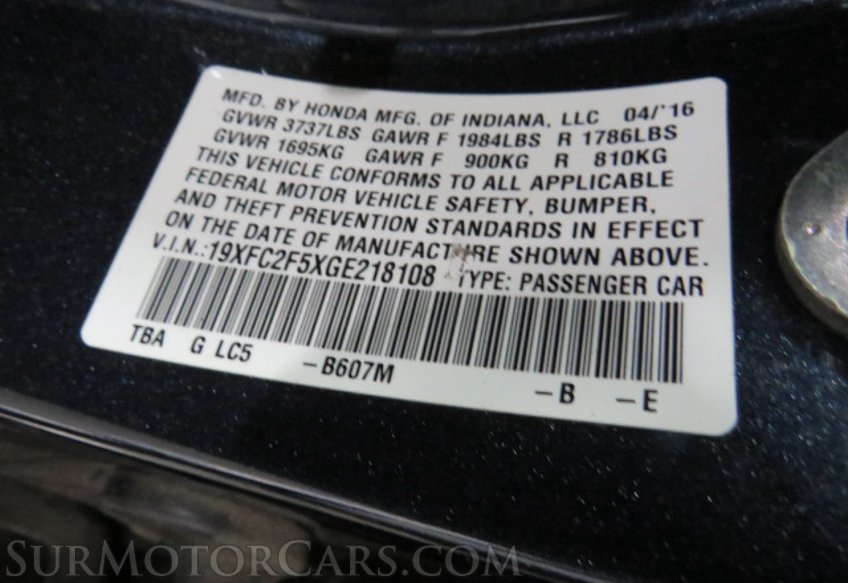 MFD. BY HONDA MFG. OF INDIANA, LLC 04/'16
GVWR 3737LBS GAWR F 1984LBS R 1786LBS
GVWR 1695KG GAWR F 900KG R 810KG
THIS VEHICLE CONFORMS TO ALL APPLICABLE
FEDERAL MOTOR VEHICLE SAFETY, BUMPER,
AND THEFT PREVENTION STANDARDS IN EFFECT
ON THE DATE OF MANUFACTURE SHOWN ABOVE.
V.I.N.:19XFC2F5XGE218108 TYPE: PASSENGER CAR
TBA G LC5 -B607M -B -E
SURMOTORCARS.COM